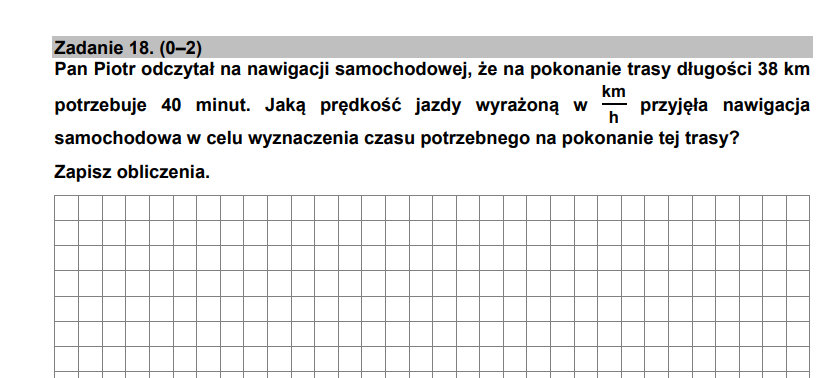 Zadanie 18. (0–2)
Pan Piotr odczytał na nawigacji samochodowej, że na pokonanie trasy długości 38 km
potrzebuje 40 minut. Jaką prędkość jazdy wyrażoną w km/h przyjęła nawigacja
samochodowa w celu wyznaczenia czasu potrzebnego na pokonanie tej trasy?
Zapisz obliczenia.